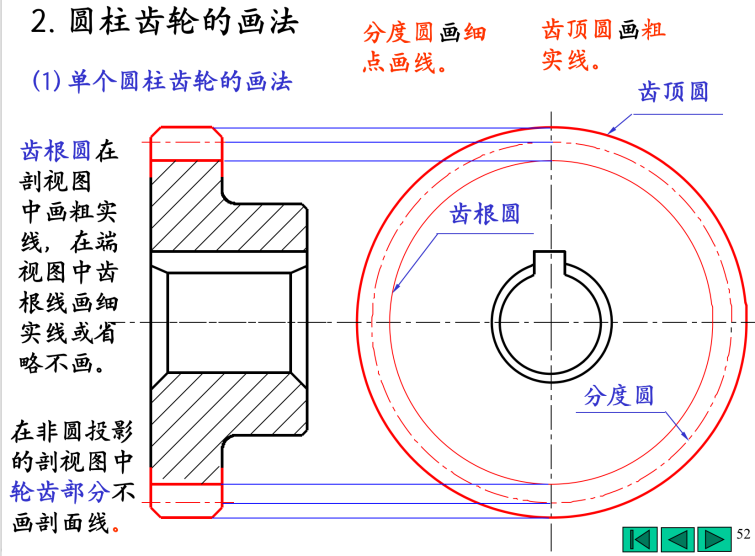 2. 圆柱齿轮的画法
分度圆画细
点画线。
齿顶圆画粗
实线。
(1) 单个圆柱齿轮的画法
齿顶圆
齿根圆在
剖视图
中画粗实
线，在端
视图中齿
根线画细
实线或省
略不画。
齿根圆
分度圆
在非圆投影
的剖视图中
轮齿部分不
画剖面线。
52